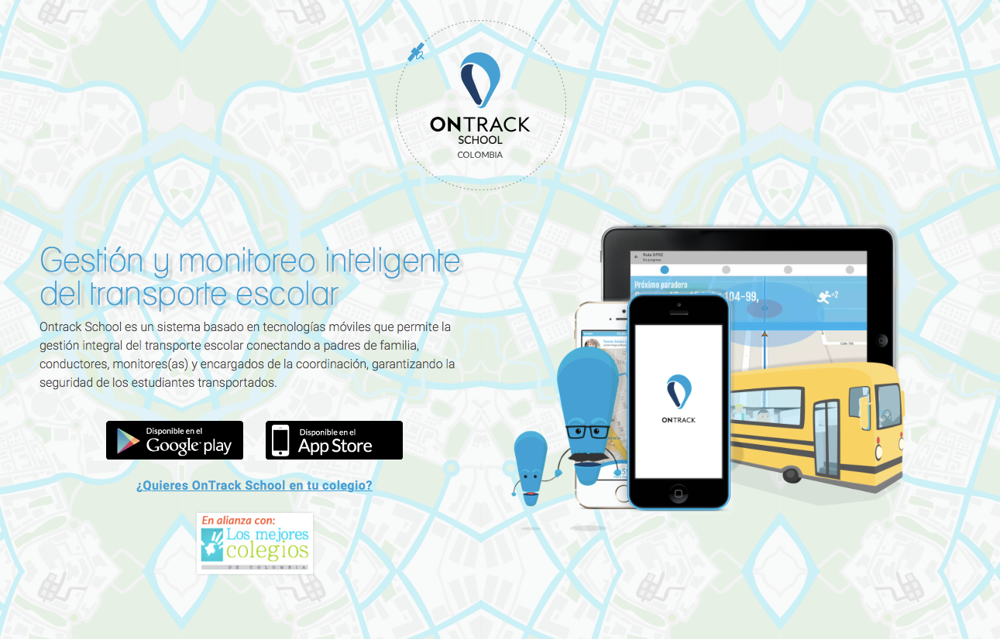 ONTRACK
SCHOOL
COLOMBIA
Gestión y monitoreo inteligente
del transporte escolar
Ontrack School es un sistema basado en tecnologías móviles que permite la
gestión integral del transporte escolar conectando a padres de familia,
conductores, monitores(as) y encargados de la coordinación, garantizando la
seguridad de los estudiantes transportados.
Disponible en el
Google play
Disponible en el
App Store
¿Quieres OnTrack School en tu colegio?
En alianza con:
Los mejores
colegios
DE COLOMBIA
Ruta DP02
En progreso
Próximo paradero
104-99,
=2
ONTRACK